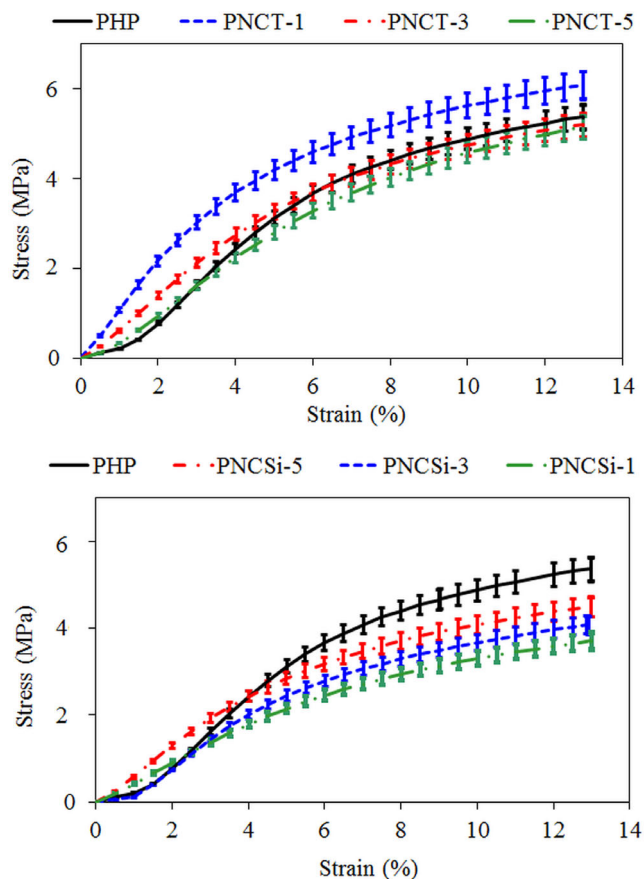 PHP PNCT-1 PNCT-3 PNCT-5
6
4
2
0
Stress (MPa)
0 2 4 6 8 10 12 14
Strain (%)
PHP PNCSi-5 PNCSi-3 PNCSi-1
6
4
2
0
Stress (MPa)
0 2 4 6 8 10 12 14
Strain (%)